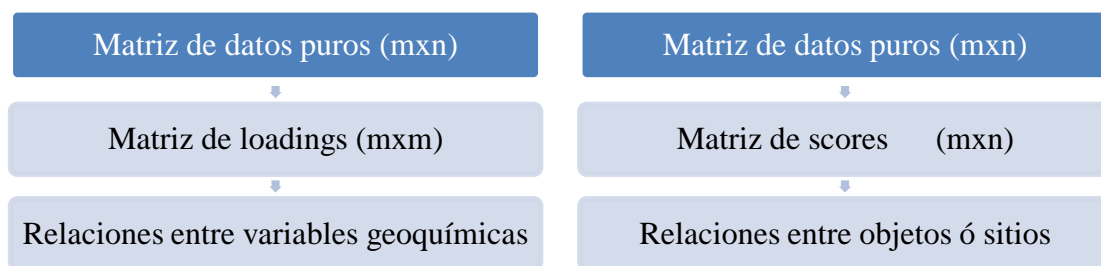 Matriz de datos puros (mxn)
Matriz de loadings (mxm)
Relaciones entre variables geoquímicas
Matriz de datos puros (mxn)
Matriz de scores (mxn)
Relaciones entre objetos ó sitios